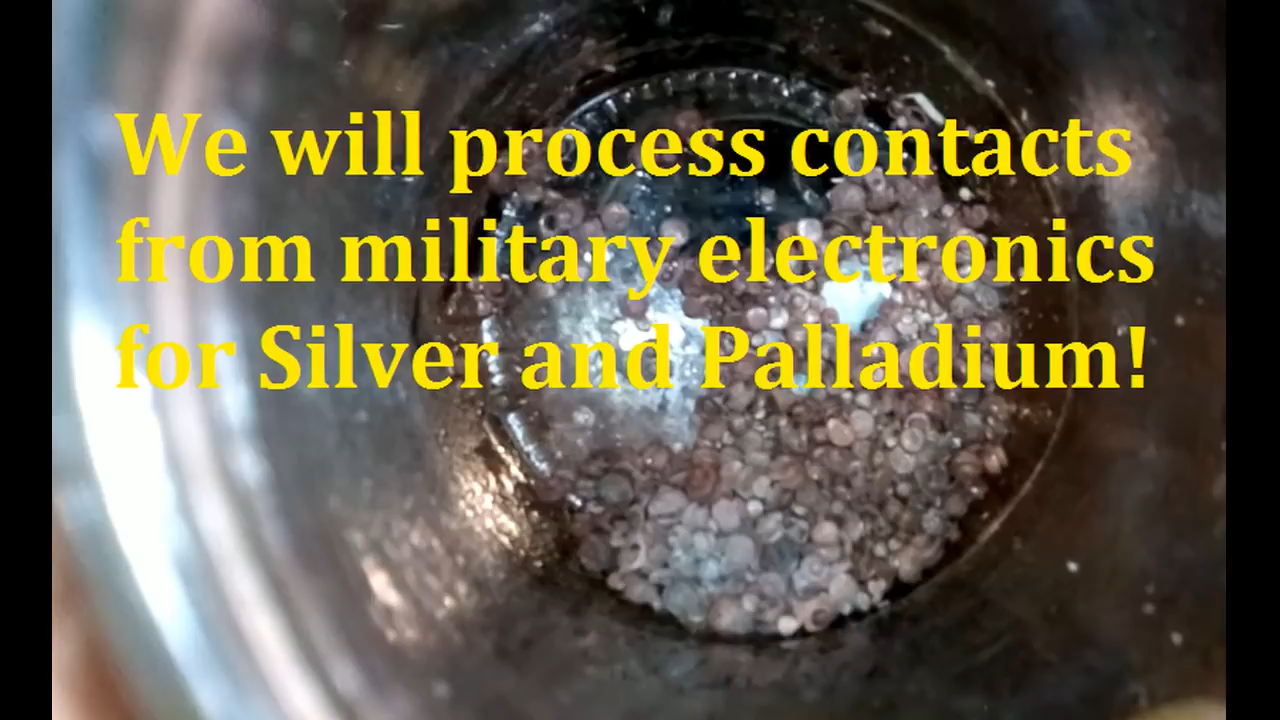 We will process contacts
from military electronics
for Silver and Palladium!